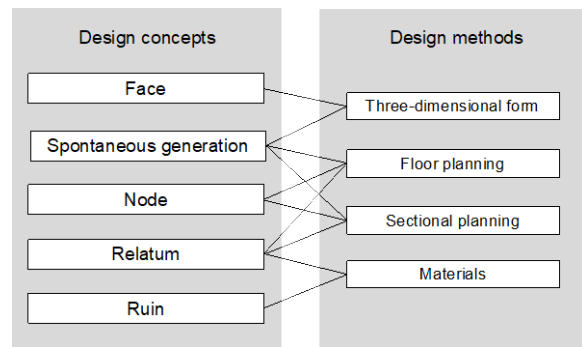 Design concepts
Face
Spontaneous generation
Node
Relatum
Ruin
Design methods
Three-dimensional form
Floor planning
Sectional planning
Materials